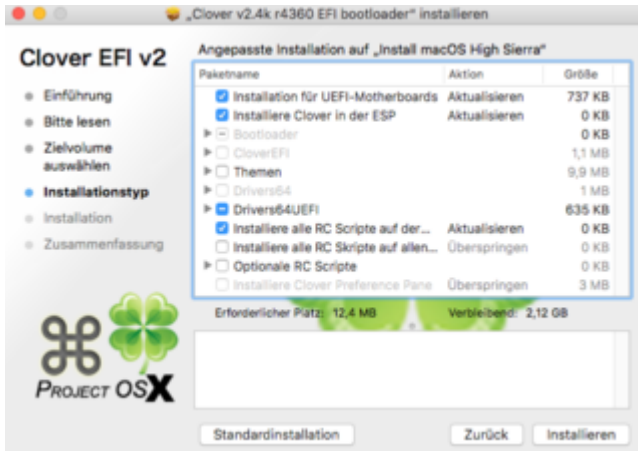 „Clover v2.4k r4360 EFI bootloader“ installieren
Clover EFI v2
Einführung
Bitte lesen
Zielvolume
auswählen
Installationstyp
Installation
Zusammenfassung
Angepasste Installation auf „Install macOS High Sierra“
Paketname Aktion Größe
Installation für UEFI-Motherboards Aktualisieren 737 KB
Installiere Clover in der ESP Aktualisieren 0 KB
Bootloader 0 KB
CloverEFI 1,1 MB
Themen 9,9 MB
Drivers64 1 MB
Drivers64UEFI 635 KB
Installiere alle RC Scripte auf der... Aktualisieren 0 KB
Installiere alle RC Skripte auf allen... Überspringen 0 KB
Optionale RC Scripte 0 KB
Installiere Clover Preference Pane Überspringen 3 MB
Erforderlicher Platz: 12,4 MB Verbleibend: 2,12 GB
PROJECT OSX
Standardinstallation Zurück Installieren